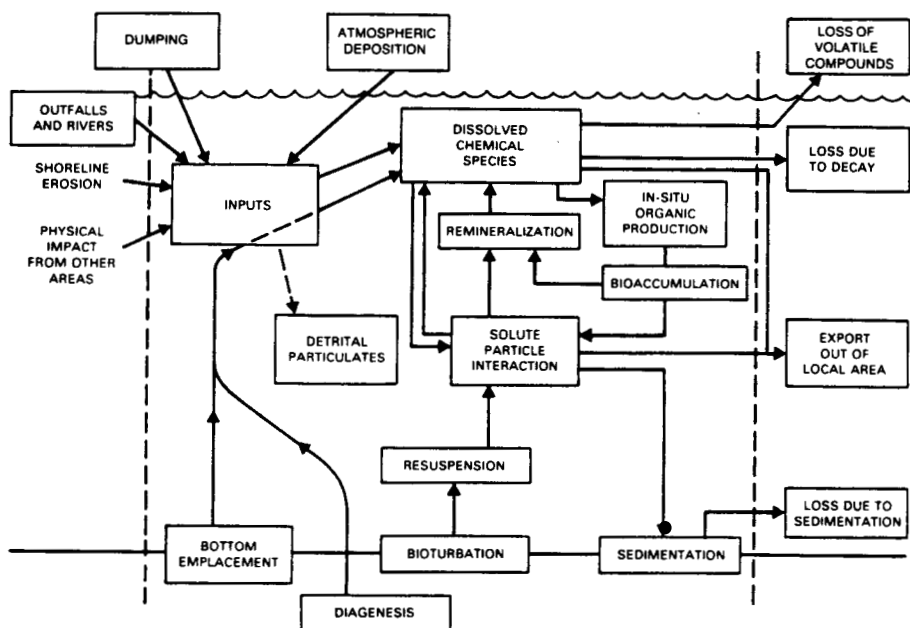 DUMPING
ATMOSPHERIC
DEPOSITION
LOSS OF
VOLATILE
COMPOUNDS
OUTFALLS
AND RIVERS
DISSOLVED
CHEMICAL
SPECIES
LOSS DUE
TO DECAY
SHORELINE
EROSION
INPUTS
IN-SITU
ORGANIC
PRODUCTION
REMINERALIZATION
PHYSICAL
IMPACT
FROM OTHER
AREAS
BIOACCUMULATION
DETRITAL
PARTICULATES
SOLUTE
PARTICLE
INTERACTION
EXPORT
OUT OF
LOCAL AREA
RESUSPENSION
LOSS DUE TO
SEDIMENTATION
BOTTOM
EMPLACEMENT
BIOTURBATION
SEDIMENTATION
DIAGENESIS